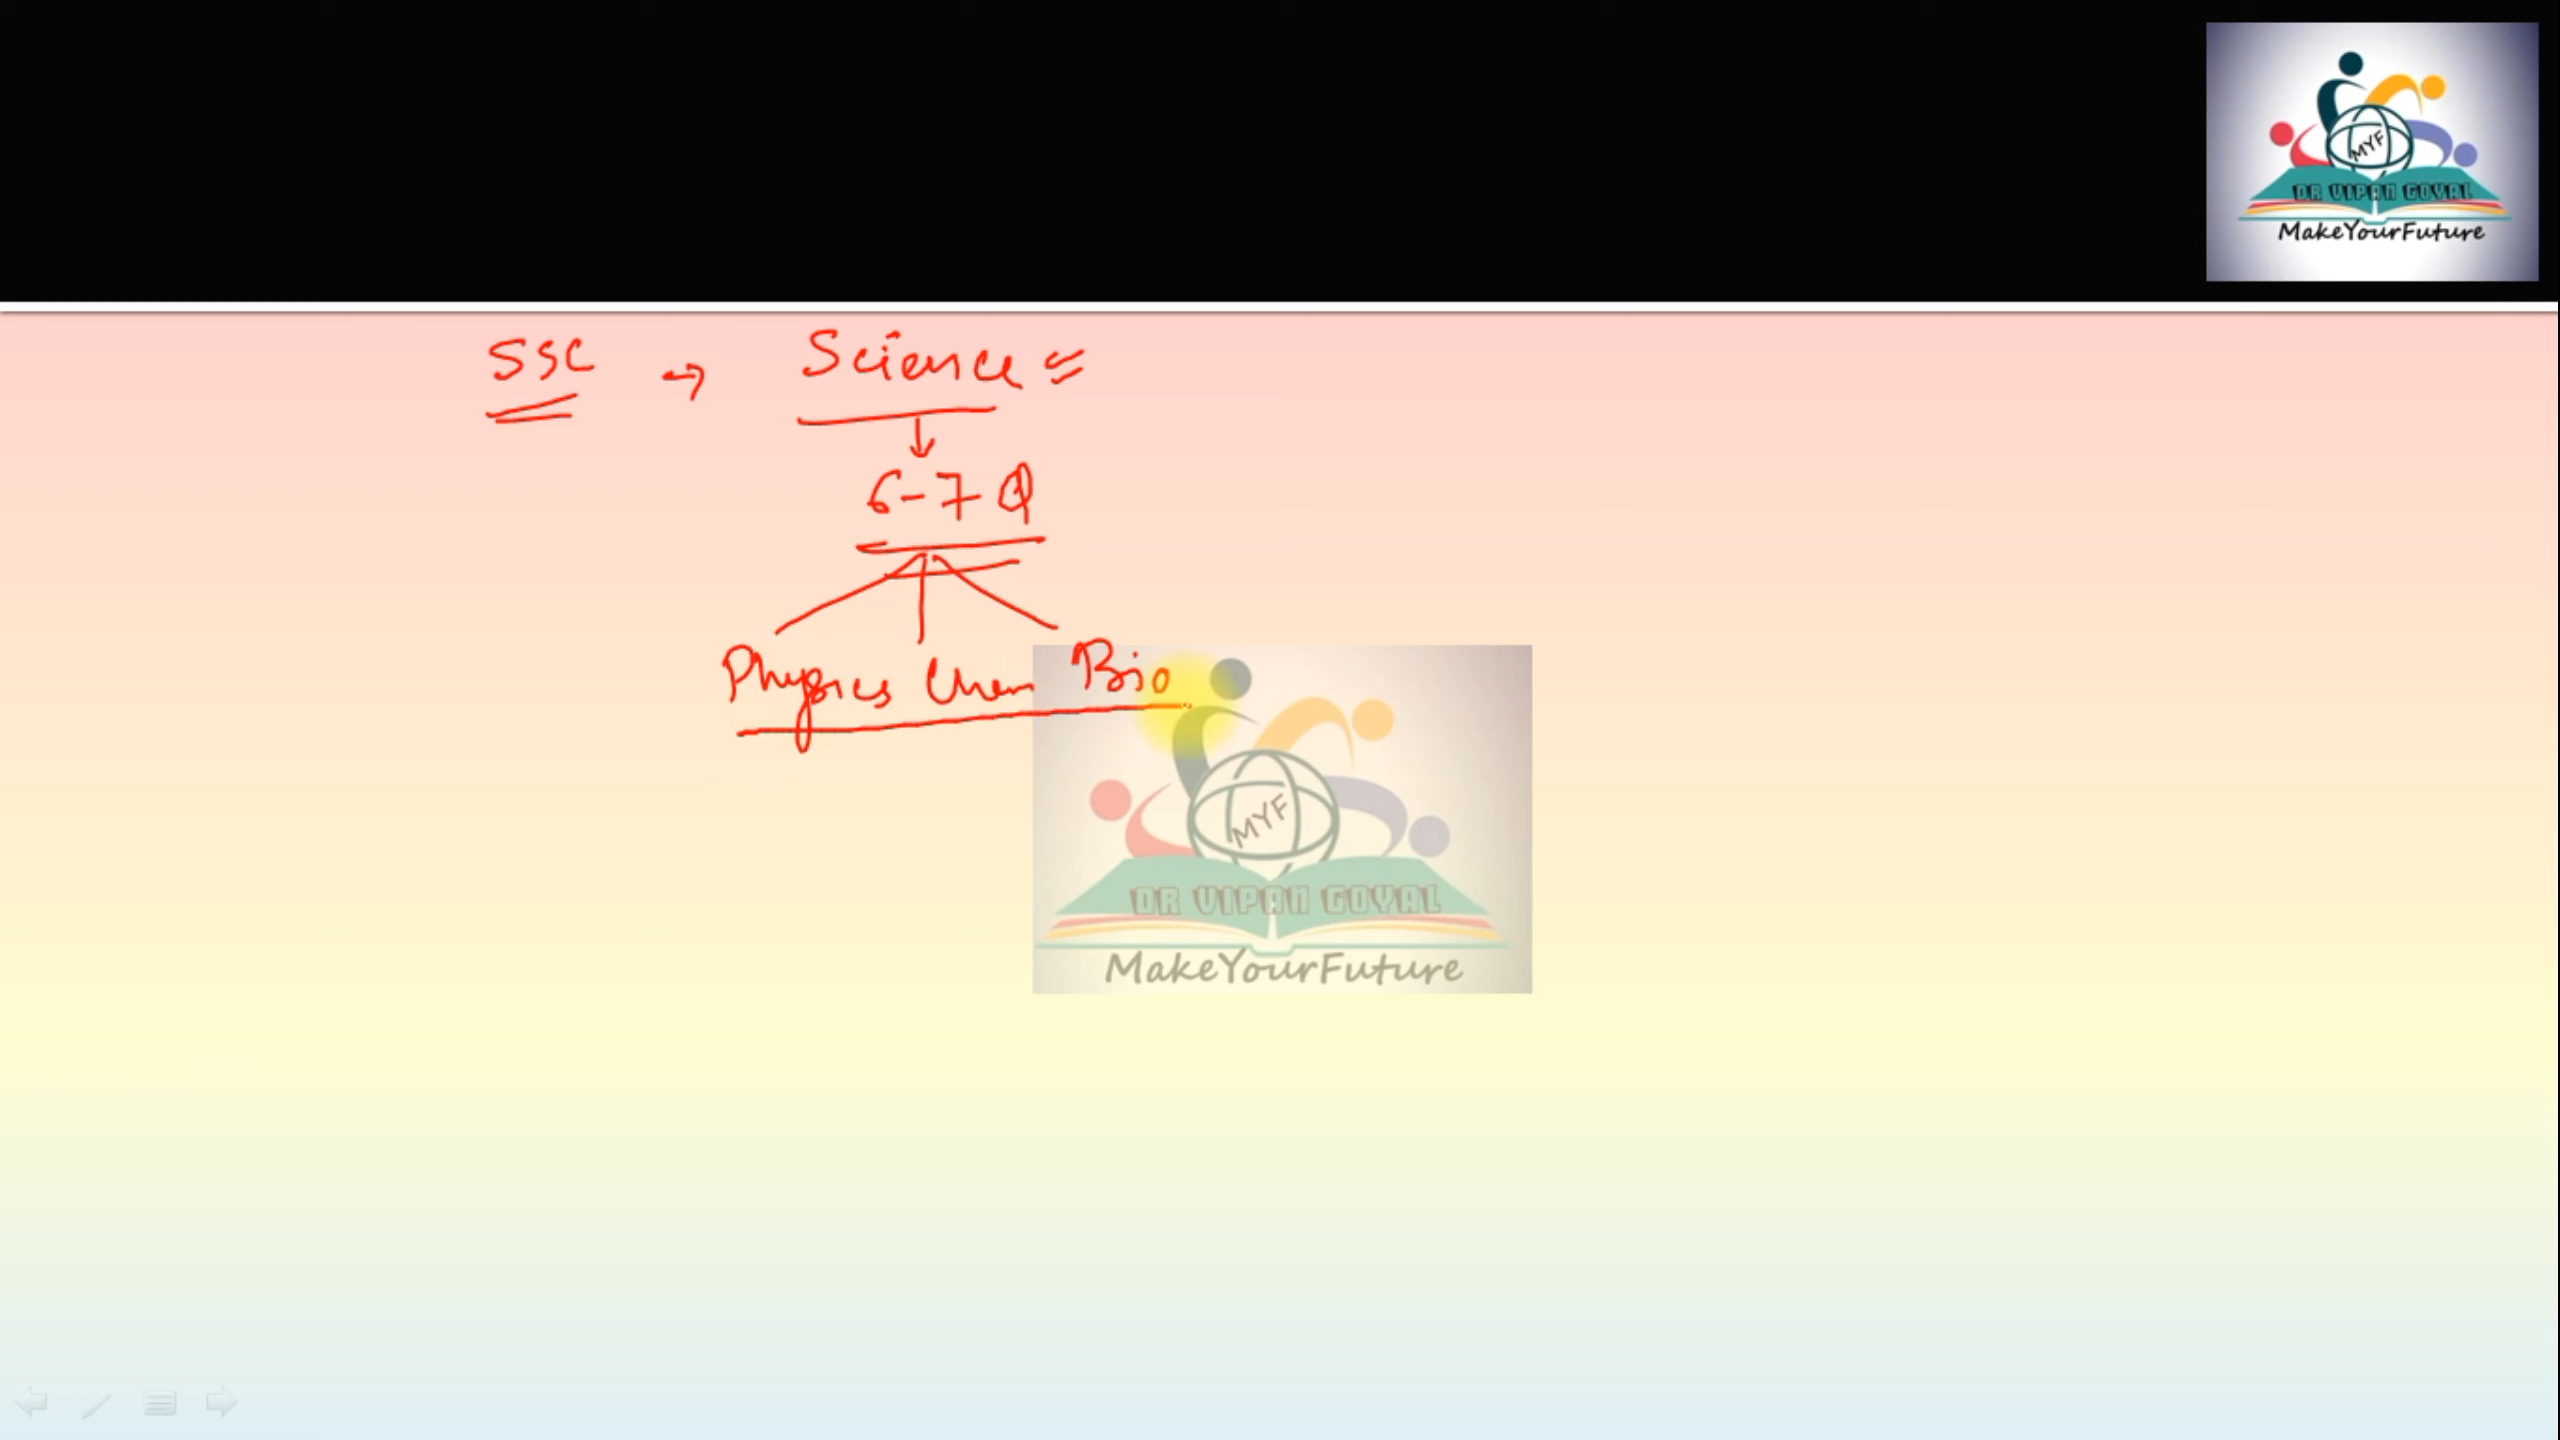 MYF
DR VIPAN GOYAL
MakeYourFuture
SSC → Science
6-7 Q
Physics Chem Bio
MYF
DR VIPAN GOYAL
MakeYourFuture